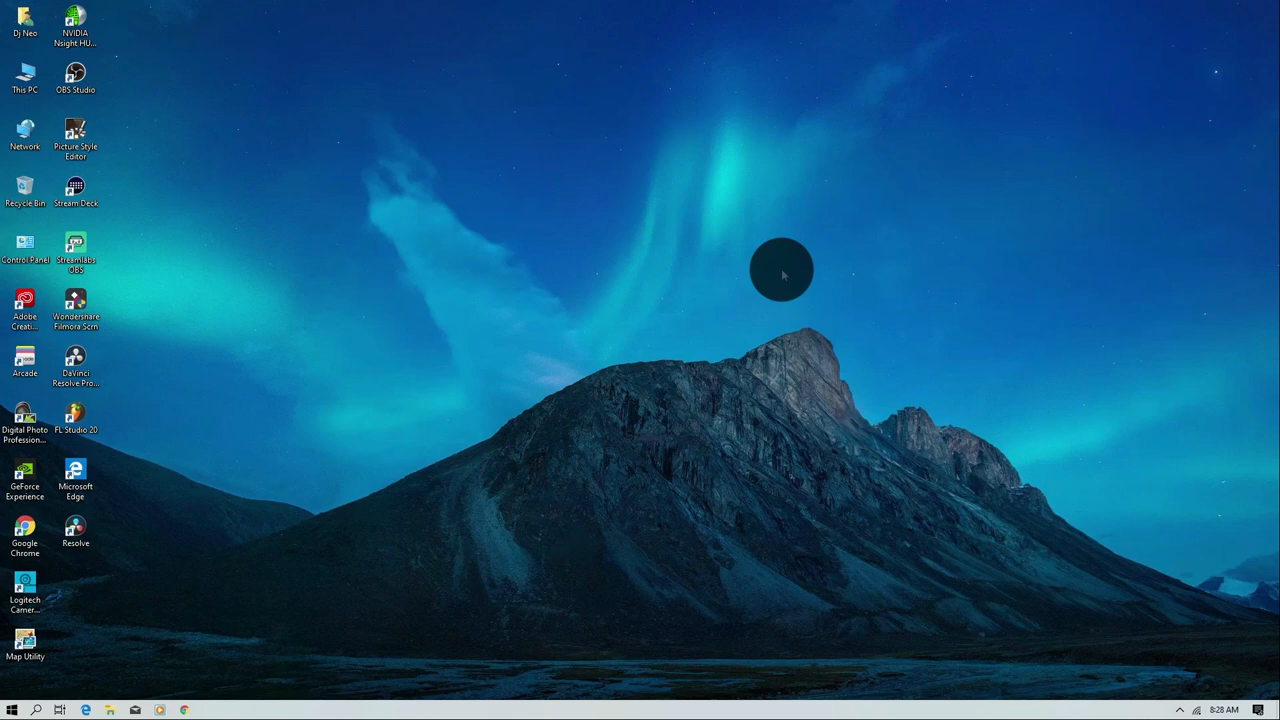 Dj Neo
This PC
Network
Recycle Bin
Control Panel
Adobe
Creati...
Arcade
Digital Photo
Profession...
GeForce
Experience
Google
Chrome
Logitech
Camer...
Map Utility
NVIDIA
Nsight HU...
OBS Studio
Picture Style
Editor
Stream Deck
Streamlabs
OBS
Wondershare
Filmora Scrn
DaVinci
Resolve Pro...
FL Studio 20
Microsoft
Edge
Resolve
8:28 AM